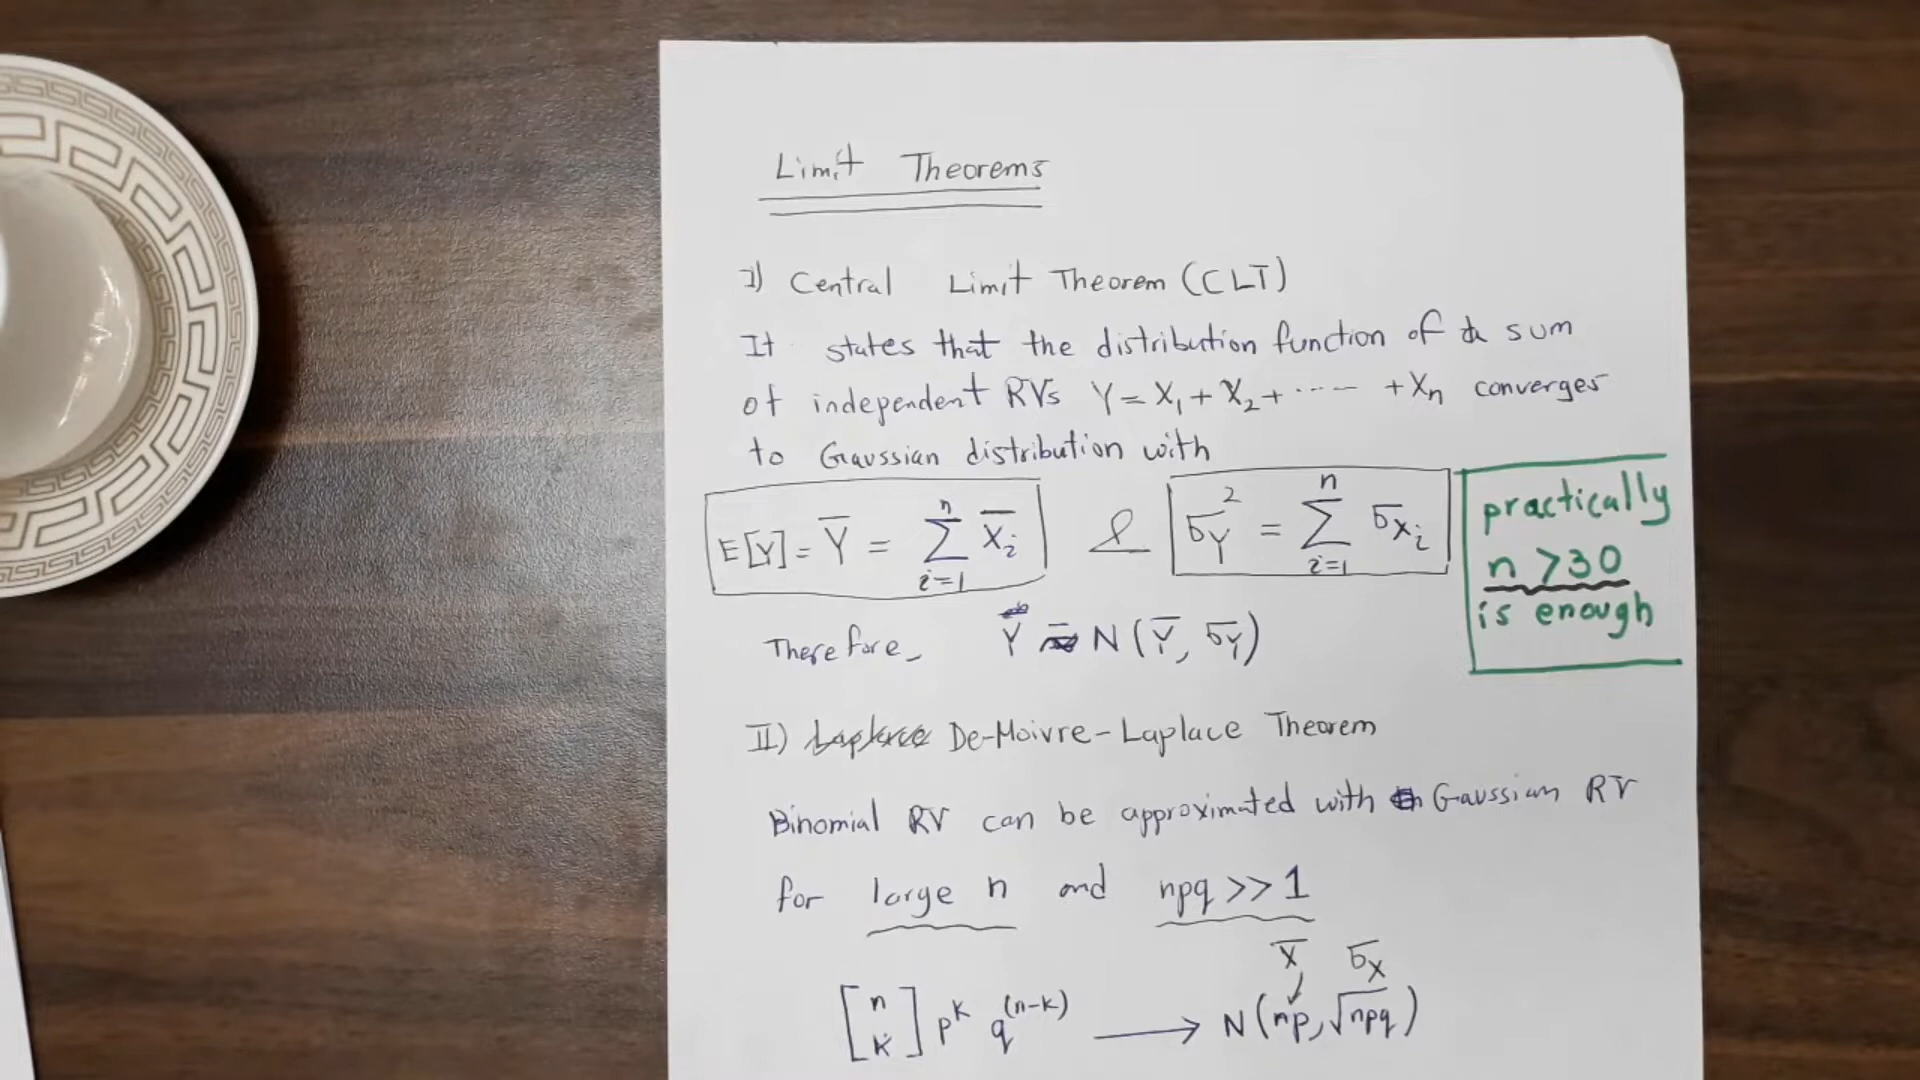 Limit Theorems
I) Central Limit Theorem (CLT)
It states that the distribution function of a sum
of independent RVs Y = X₁ + X₂ + ...... + Xn converges
to Gaussian distribution with
E[Y] = Y̅ = n ∑ i=1 X̅i & σY² = n ∑ i=1 σXi
practically
n > 30
is enough
Therefore, Y ≈ N(Y̅, σY)
II) De-Moivre-Laplace Theorem
Binomial RV can be approximated with Gaussian RV
for large n and npq >> 1
X̅ σX
[n k] p^k q^(n-k) → N(np, √npq)